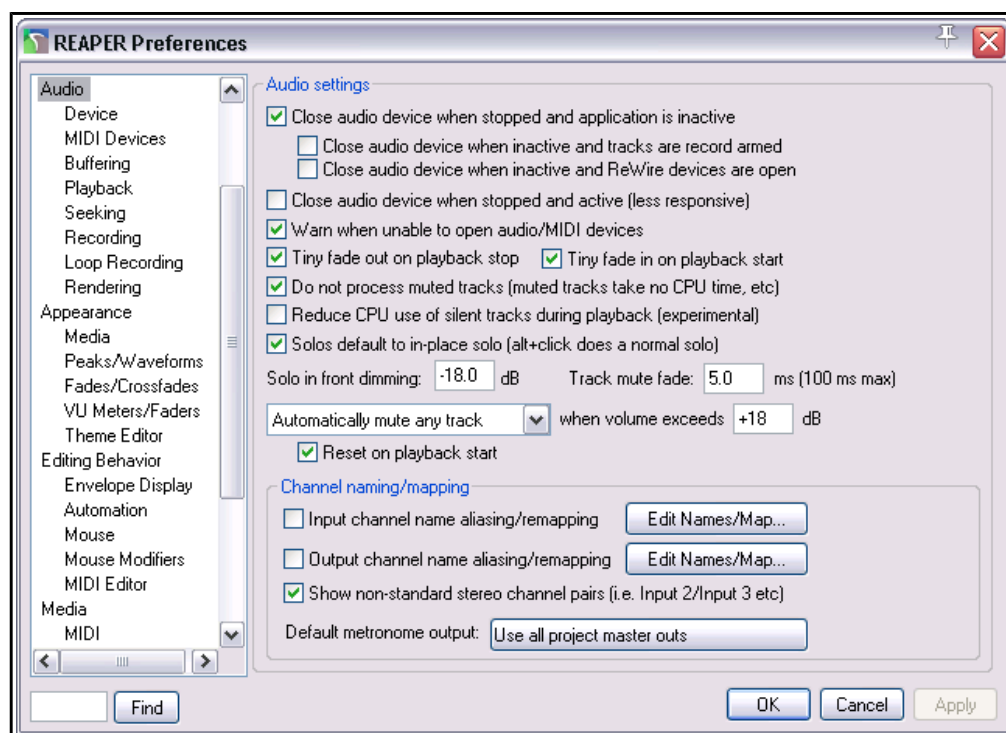 REAPER Preferences
Audio
Device
MIDI Devices
Buffering
Playback
Seeking
Recording
Loop Recording
Rendering
Appearance
Media
Peaks/Waveforms
Fades/Crossfades
VU Meters/Faders
Theme Editor
Editing Behavior
Envelope Display
Automation
Mouse
Mouse Modifiers
MIDI Editor
Media
MIDI
Find
Audio settings
Close audio device when stopped and application is inactive
Close audio device when inactive and tracks are record armed
Close audio device when inactive and ReWire devices are open
Close audio device when stopped and active (less responsive)
Warn when unable to open audio/MIDI devices
Tiny fade out on playback stop Tiny fade in on playback start
Do not process muted tracks (muted tracks take no CPU time, etc)
Reduce CPU use of silent tracks during playback (experimental)
Solos default to in-place solo (alt+click does a normal solo)
Solo in front dimming: -18.0 dB Track mute fade: 5.0 ms (100 ms max)
Automatically mute any track when volume exceeds +18 dB
Reset on playback start
Channel naming/mapping
Input channel name aliasing/remapping Edit Names/Map...
Output channel name aliasing/remapping Edit Names/Map...
Show non-standard stereo channel pairs (i.e. Input 2/Input 3 etc)
Default metronome output: Use all project master outs
OK Cancel Apply